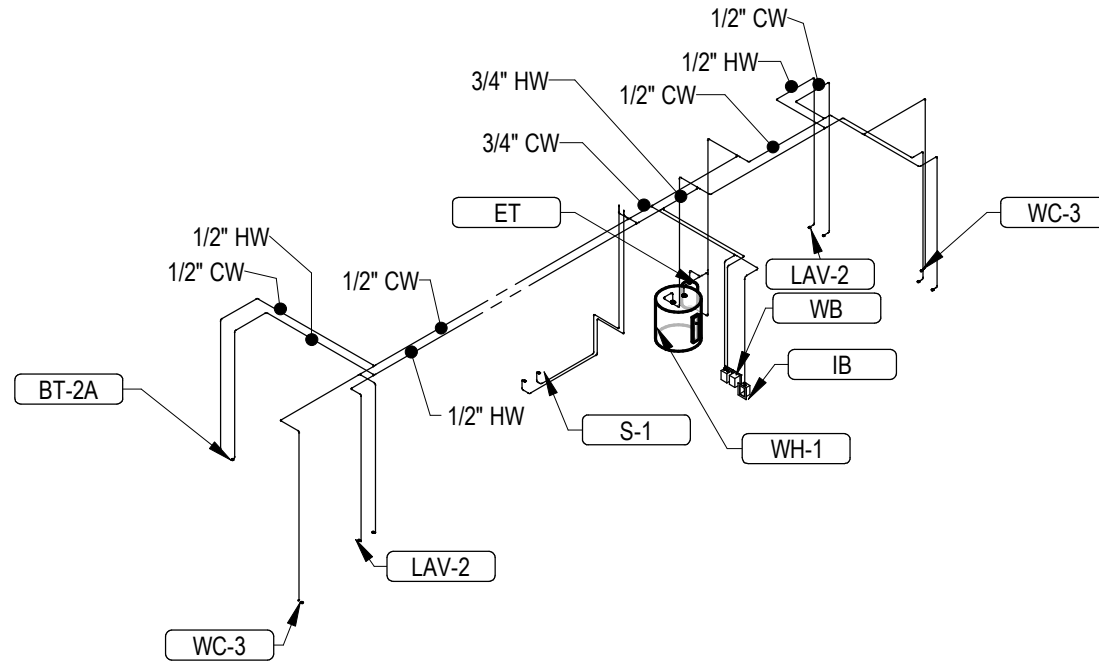 1/2" CW
1/2" HW
3/4" HW
1/2" CW
3/4" CW
ET
WC-3
1/2" HW
LAV-2
1/2" CW
1/2" CW
WB
IB
BT-2A
1/2" HW
S-1
WH-1
LAV-2
WC-3